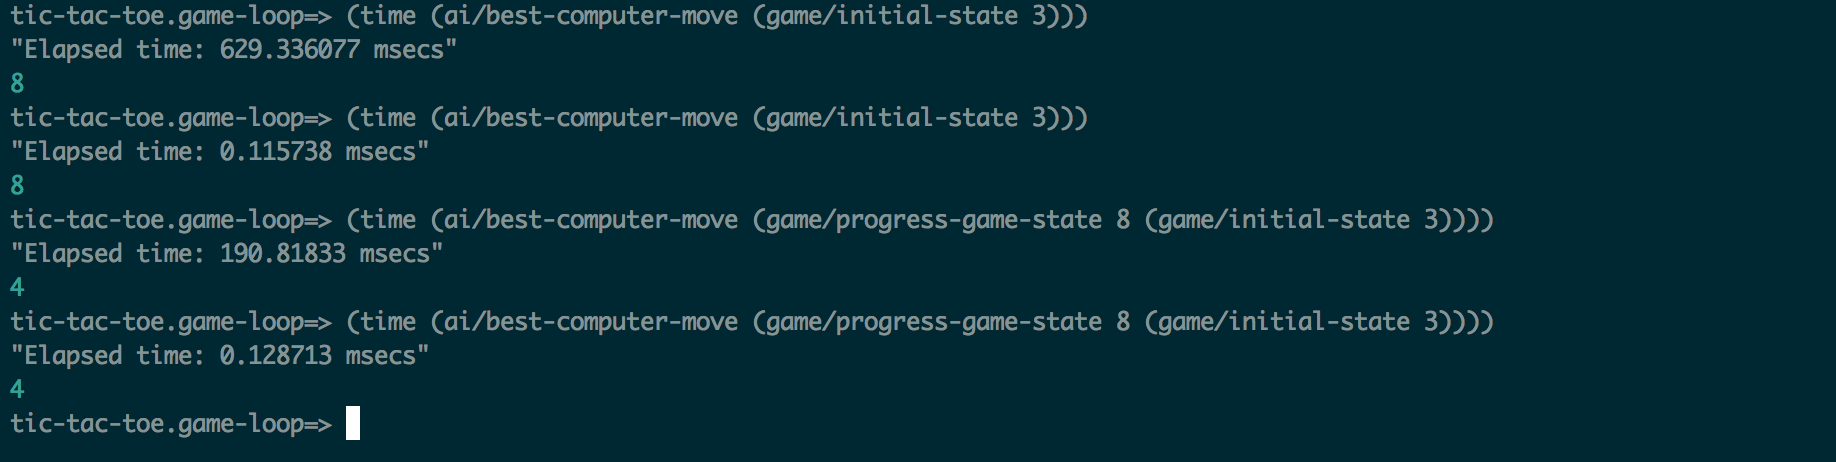 tic-tac-toe.game-loop=> (time (ai/best-computer-move (game/initial-state 3)))
"Elapsed time: 629.336077 msecs"
8
tic-tac-toe.game-loop=> (time (ai/best-computer-move (game/initial-state 3)))
"Elapsed time: 0.115738 msecs"
8
tic-tac-toe.game-loop=> (time (ai/best-computer-move (game/progress-game-state 8 (game/initial-state 3))))
"Elapsed time: 190.81833 msecs"
4
tic-tac-toe.game-loop=> (time (ai/best-computer-move (game/progress-game-state 8 (game/initial-state 3))))
"Elapsed time: 0.128713 msecs"
4
tic-tac-toe.game-loop=>